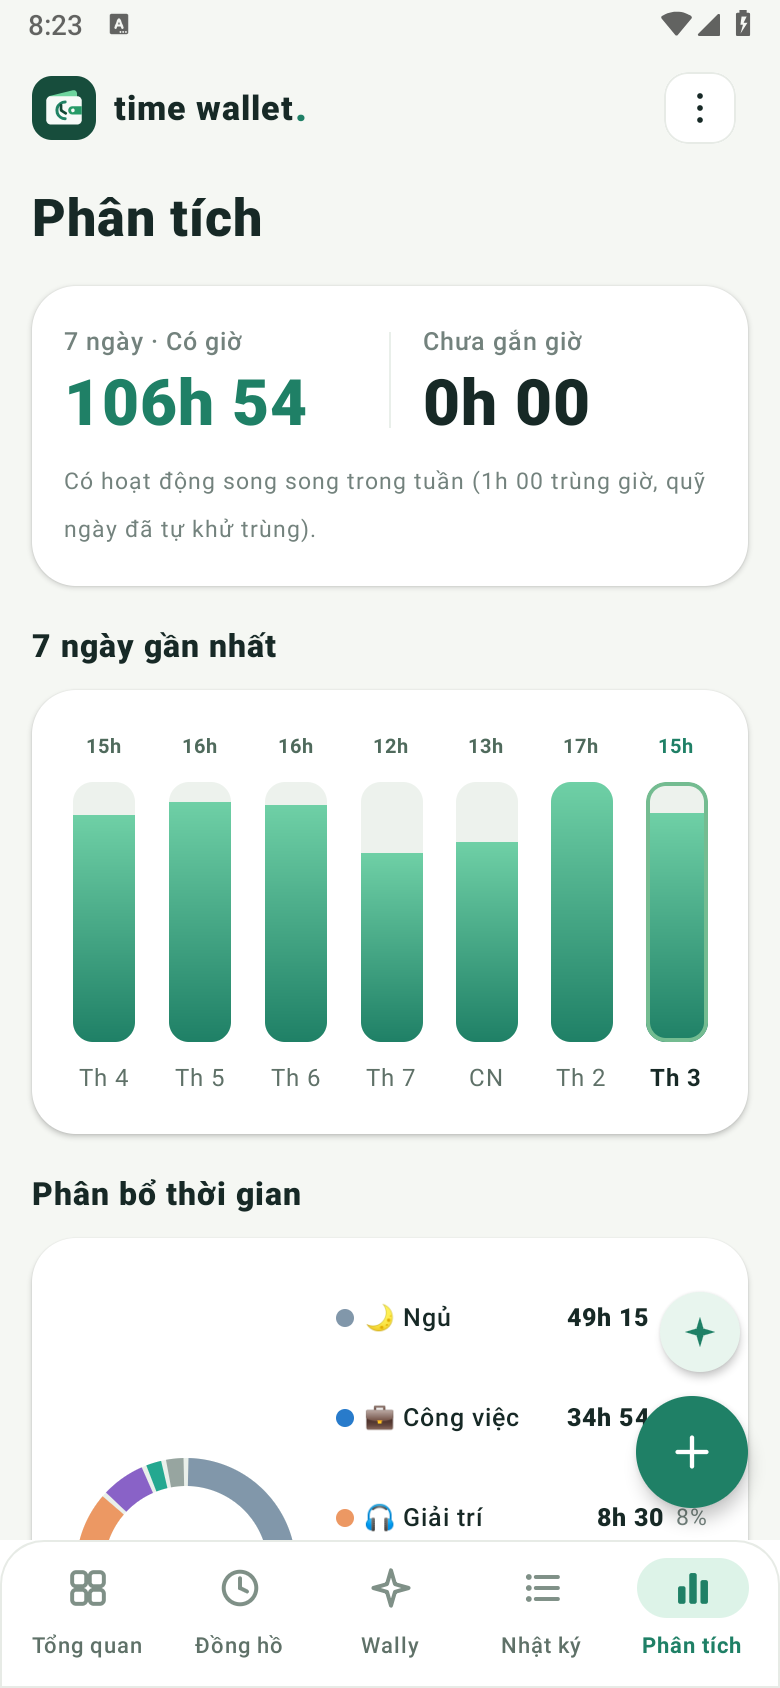 8:23
A
time wallet.
Phân tích
7 ngày · Có giờ
Chưa gắn giờ
106h 54
0h 00
Có hoạt động song song trong tuần (1h 00 trùng giờ, quỹ
ngày đã tự khử trùng).
7 ngày gần nhất
15h 16h 16h 12h 13h 17h 15h
Th 4 Th 5 Th 6 Th 7 CN Th 2 Th 3
Phân bổ thời gian
Ngủ 49h 15
Công việc 34h 54
Giải trí 8h 30 8%
Tổng quan Đồng hồ Wally Nhật ký Phân tích